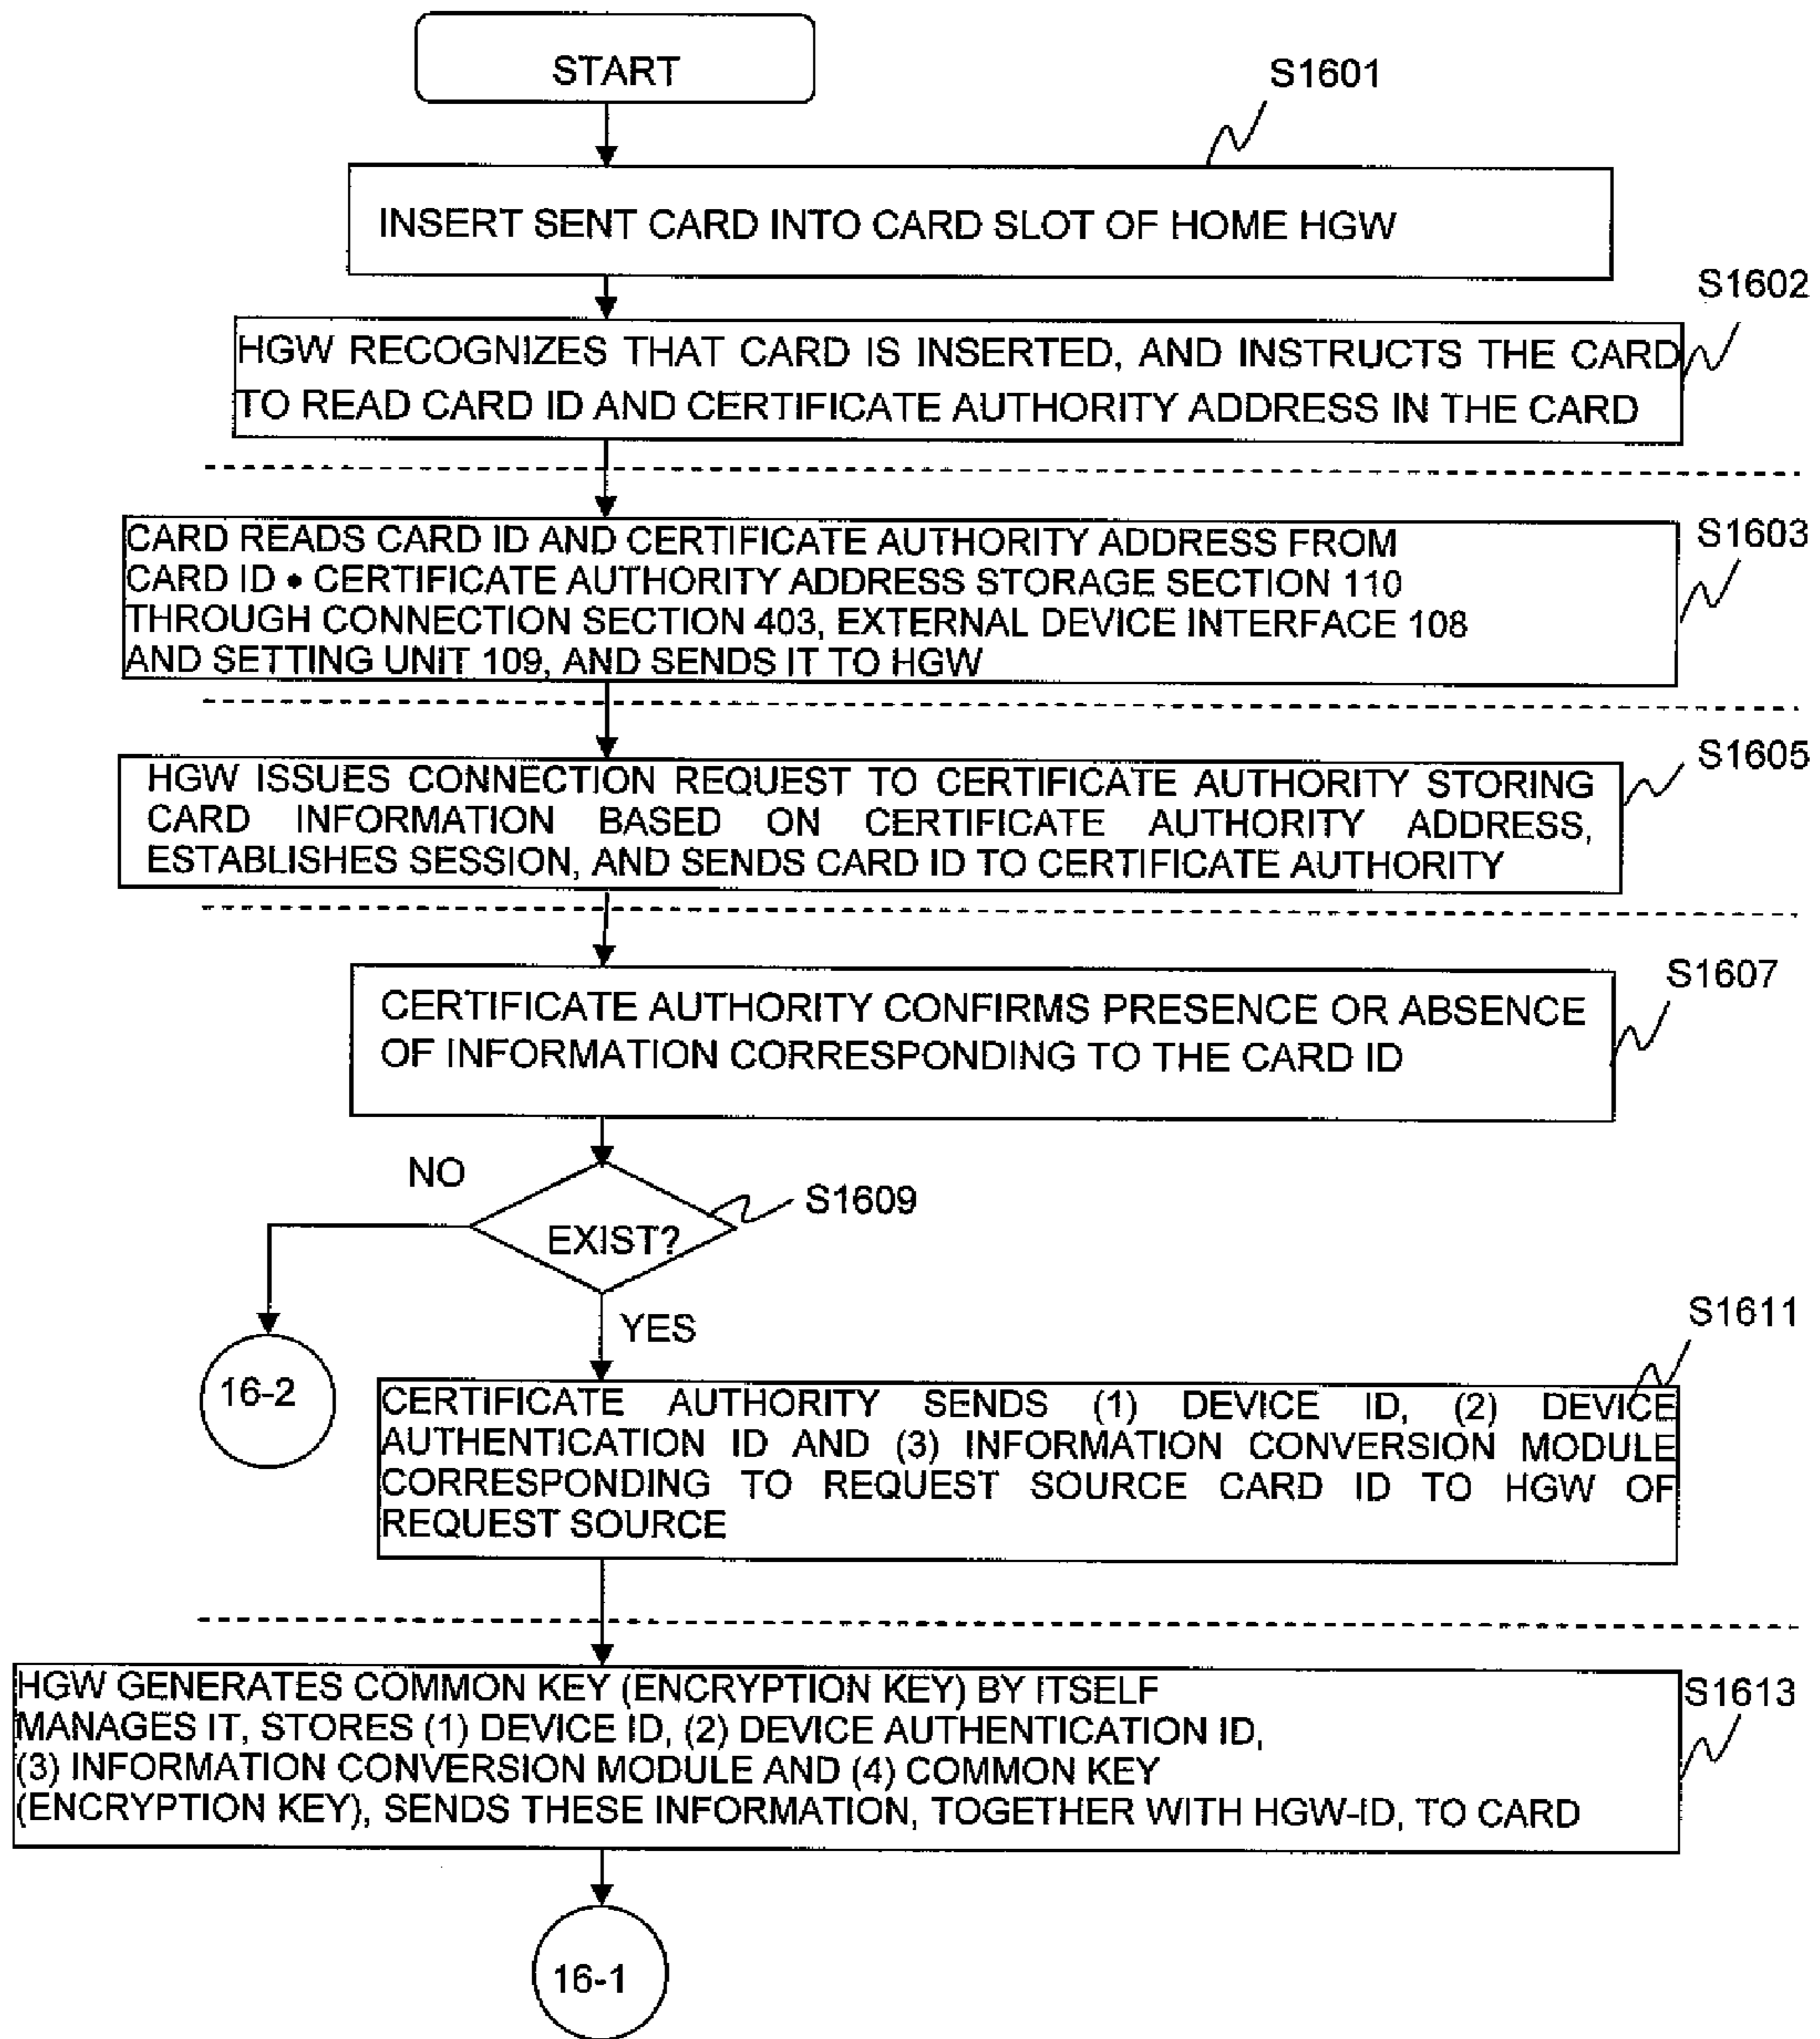 START
S1601
INSERT SENT CARD INTO CARD SLOT OF HOME HGW
S1602
HGW RECOGNIZES THAT CARD IS INSERTED, AND INSTRUCTS THE CARD
TO READ CARD ID AND CERTIFICATE AUTHORITY ADDRESS IN THE CARD
S1603
CARD READS CARD ID AND CERTIFICATE AUTHORITY ADDRESS FROM
CARD ID • CERTIFICATE AUTHORITY ADDRESS STORAGE SECTION 110
THROUGH CONNECTION SECTION 403, EXTERNAL DEVICE INTERFACE 108
AND SETTING UNIT 109, AND SENDS IT TO HGW
S1605
HGW ISSUES CONNECTION REQUEST TO CERTIFICATE AUTHORITY STORING
CARD INFORMATION BASED ON CERTIFICATE AUTHORITY ADDRESS,
ESTABLISHES SESSION, AND SENDS CARD ID TO CERTIFICATE AUTHORITY
S1607
CERTIFICATE AUTHORITY CONFIRMS PRESENCE OR ABSENCE
OF INFORMATION CORRESPONDING TO THE CARD ID
NO
S1609
EXIST?
YES
S1611
16-2
CERTIFICATE AUTHORITY SENDS (1) DEVICE ID, (2) DEVICE
AUTHENTICATION ID AND (3) INFORMATION CONVERSION MODULE
CORRESPONDING TO REQUEST SOURCE CARD ID TO HGW OF
REQUEST SOURCE
S1613
HGW GENERATES COMMON KEY (ENCRYPTION KEY) BY ITSELF
MANAGES IT, STORES (1) DEVICE ID, (2) DEVICE AUTHENTICATION ID,
(3) INFORMATION CONVERSION MODULE AND (4) COMMON KEY
(ENCRYPTION KEY), SENDS THESE INFORMATION, TOGETHER WITH HGW-ID, TO CARD
16-1